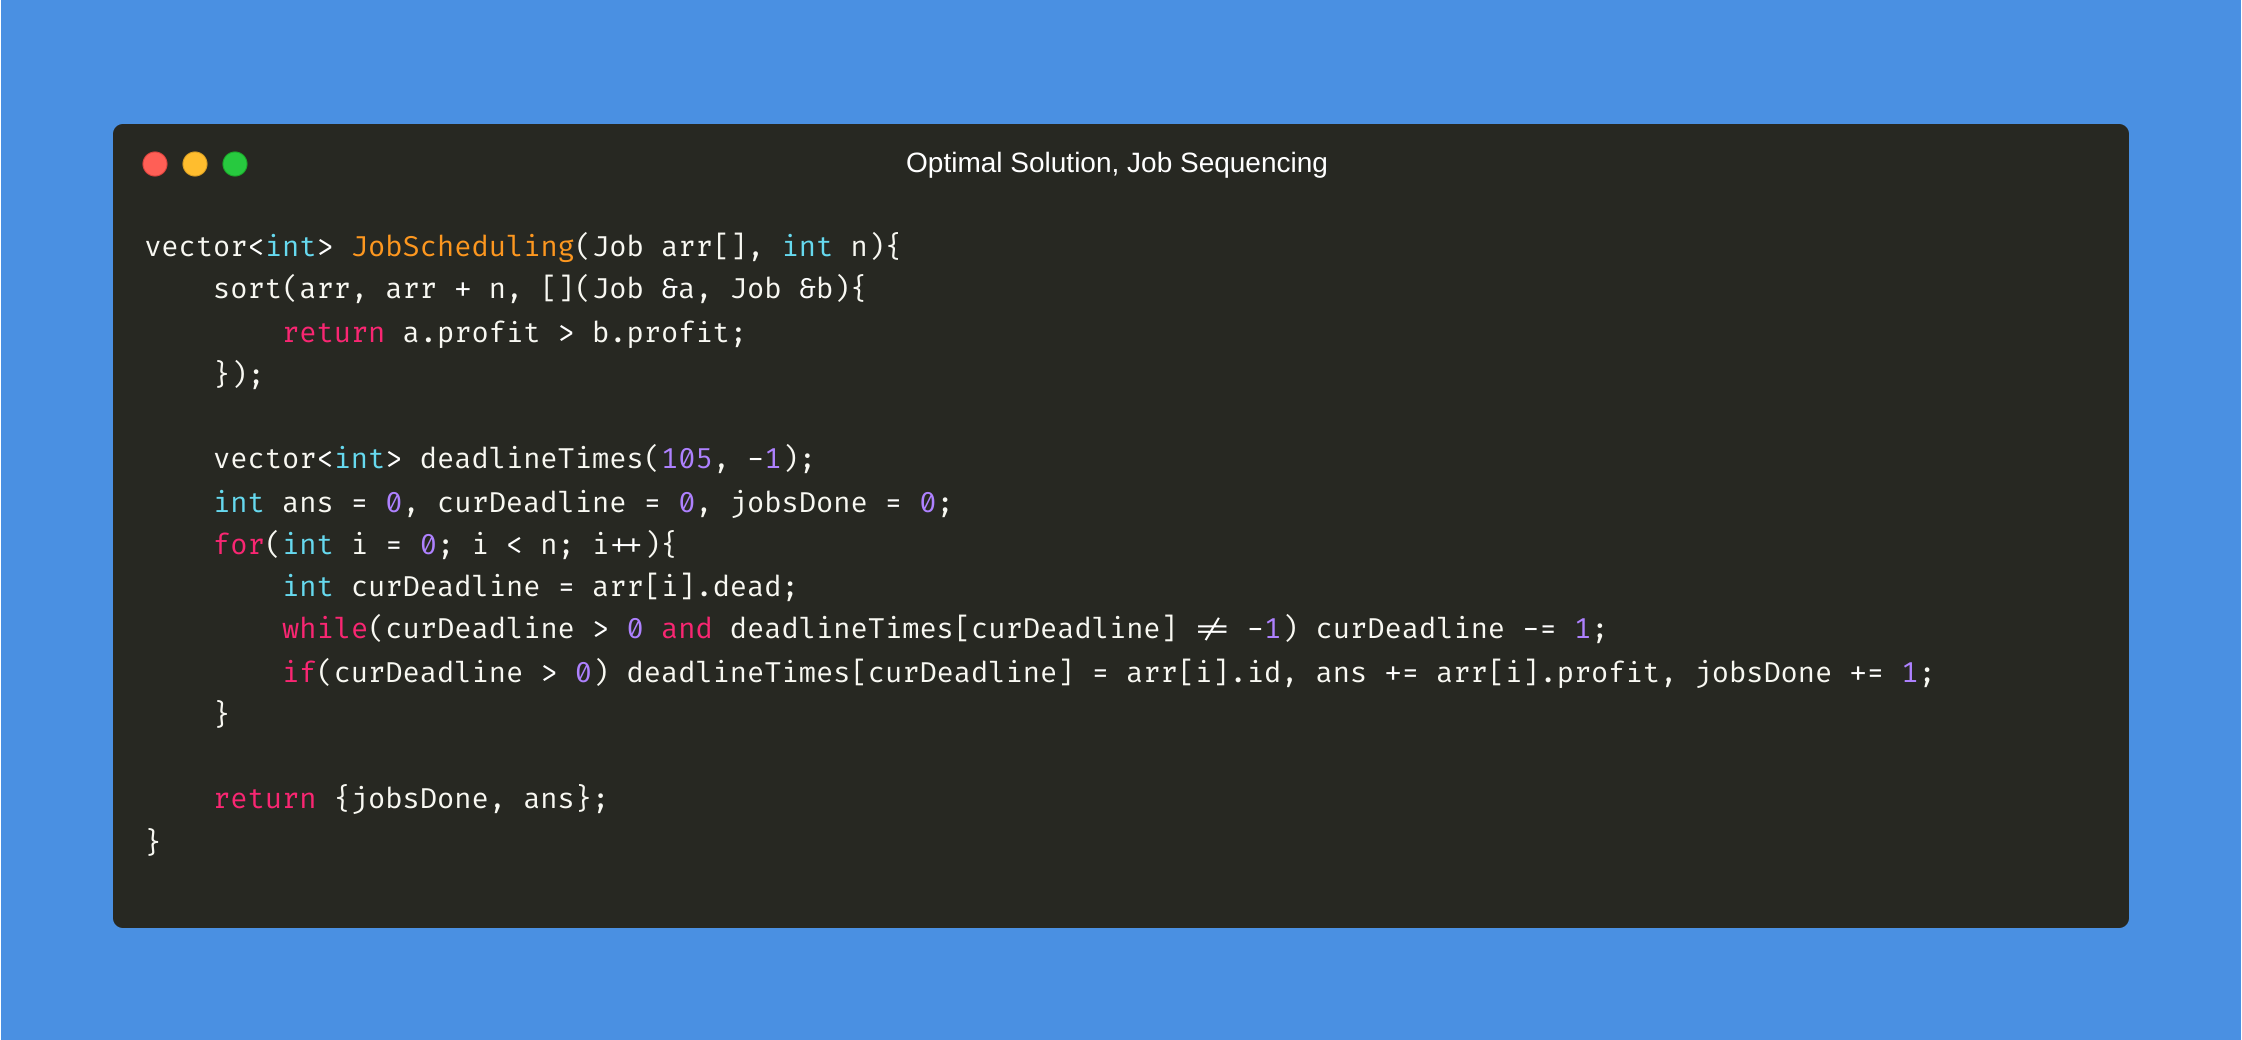 Optimal Solution, Job Sequencing
vector<int> JobScheduling(Job arr[], int n){
    sort(arr, arr + n, [](Job &a, Job &b){
        return a.profit > b.profit;
    });
    vector<int> deadlineTimes(105, -1);
    int ans = 0, curDeadline = 0, jobsDone = 0;
    for(int i = 0; i < n; i++){
        int curDeadline = arr[i].dead;
        while(curDeadline > 0 and deadlineTimes[curDeadline] != -1) curDeadline -= 1;
        if(curDeadline > 0) deadlineTimes[curDeadline] = arr[i].id, ans += arr[i].profit, jobsDone += 1;
    }
    return {jobsDone, ans};
}